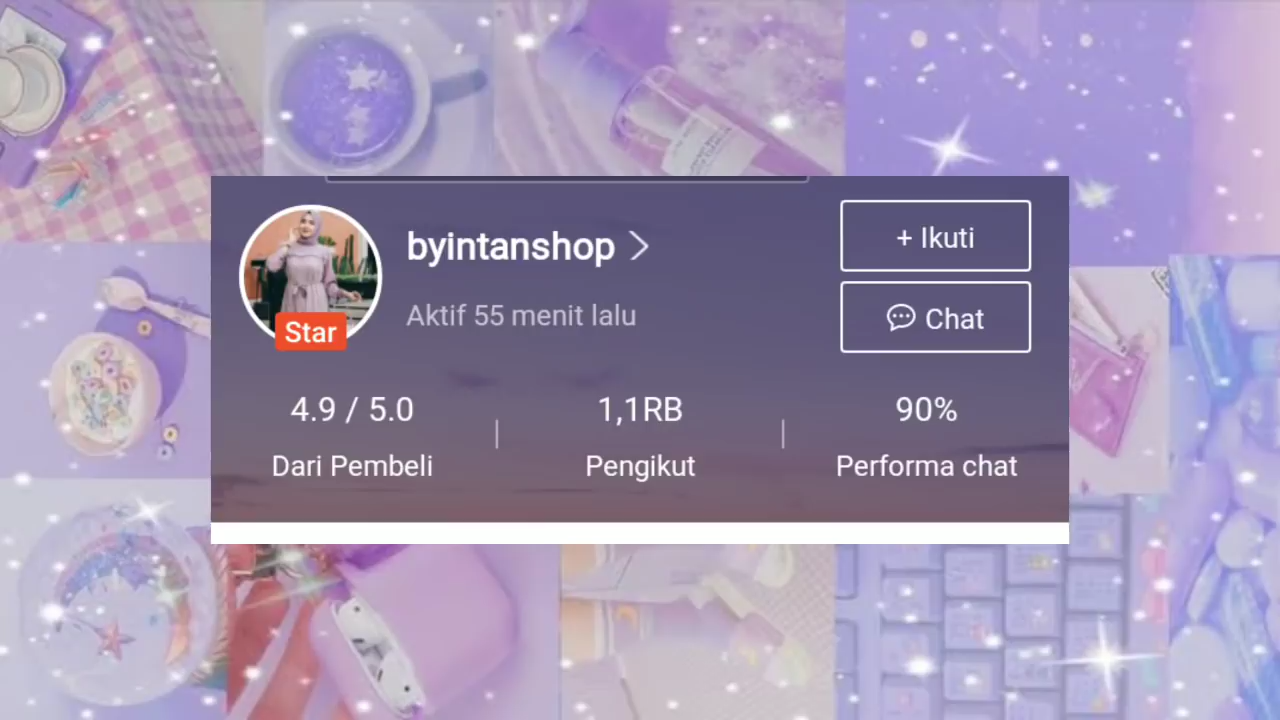 byintanshop
Aktif 55 menit lalu
Star
+ Ikuti
Chat
4.9 / 5.0
Dari Pembeli
1,1RB
Pengikut
90%
Performa chat